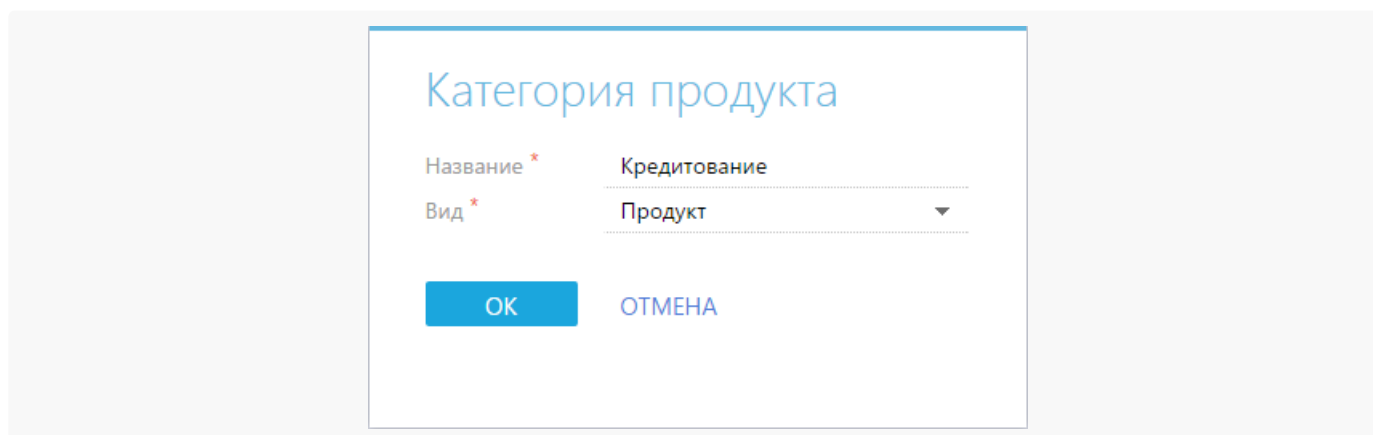 Категория продукта
Название * Кредитование
Вид * Продукт
ОК ОТМЕНА